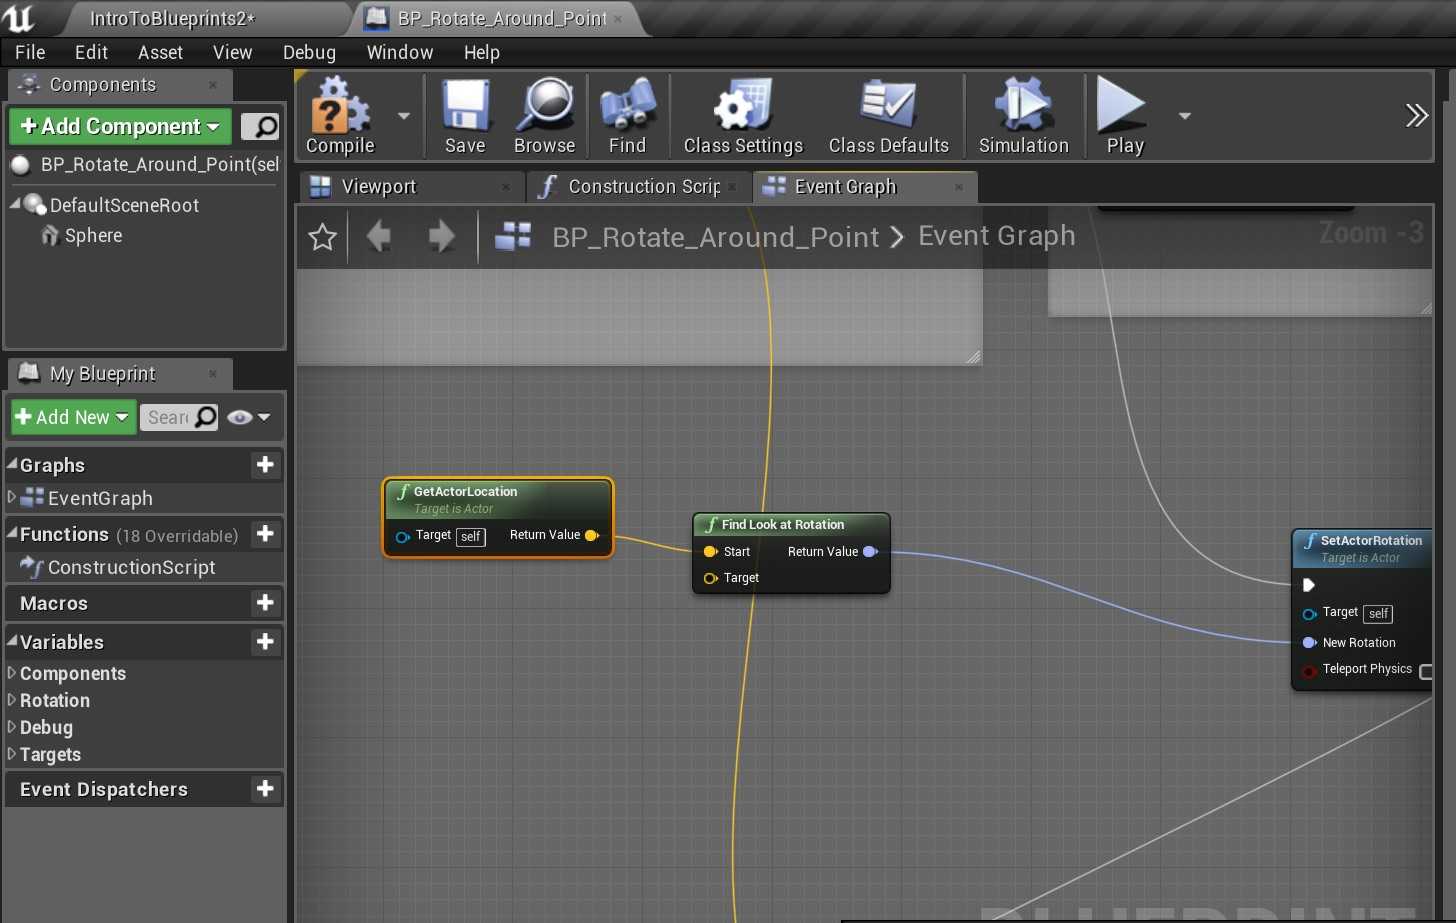 IntroToBlueprints2*
BP_Rotate_Around_Point
File Edit Asset View Debug Window Help
Components
Add Component
BP_Rotate_Around_Point(sel
DefaultSceneRoot
Sphere
Compile
Save
Browse
Find
Class Settings
Class Defaults
Simulation
Play
Viewport
Construction Scrip
Event Graph
BP_Rotate_Around_Point > Event Graph
Zoom -3
My Blueprint
Add New
Sear
Graphs
EventGraph
Functions (18 Overridable)
ConstructionScript
Macros
Variables
Components
Rotation
Debug
Targets
Event Dispatchers
GetActorLocation
Target is Actor
Target self Return Value
Find Look at Rotation
Start Return Value
Target
SetActorRotation
Target is Actor
Target self
New Rotation
Teleport Physics
BLUEPRINT